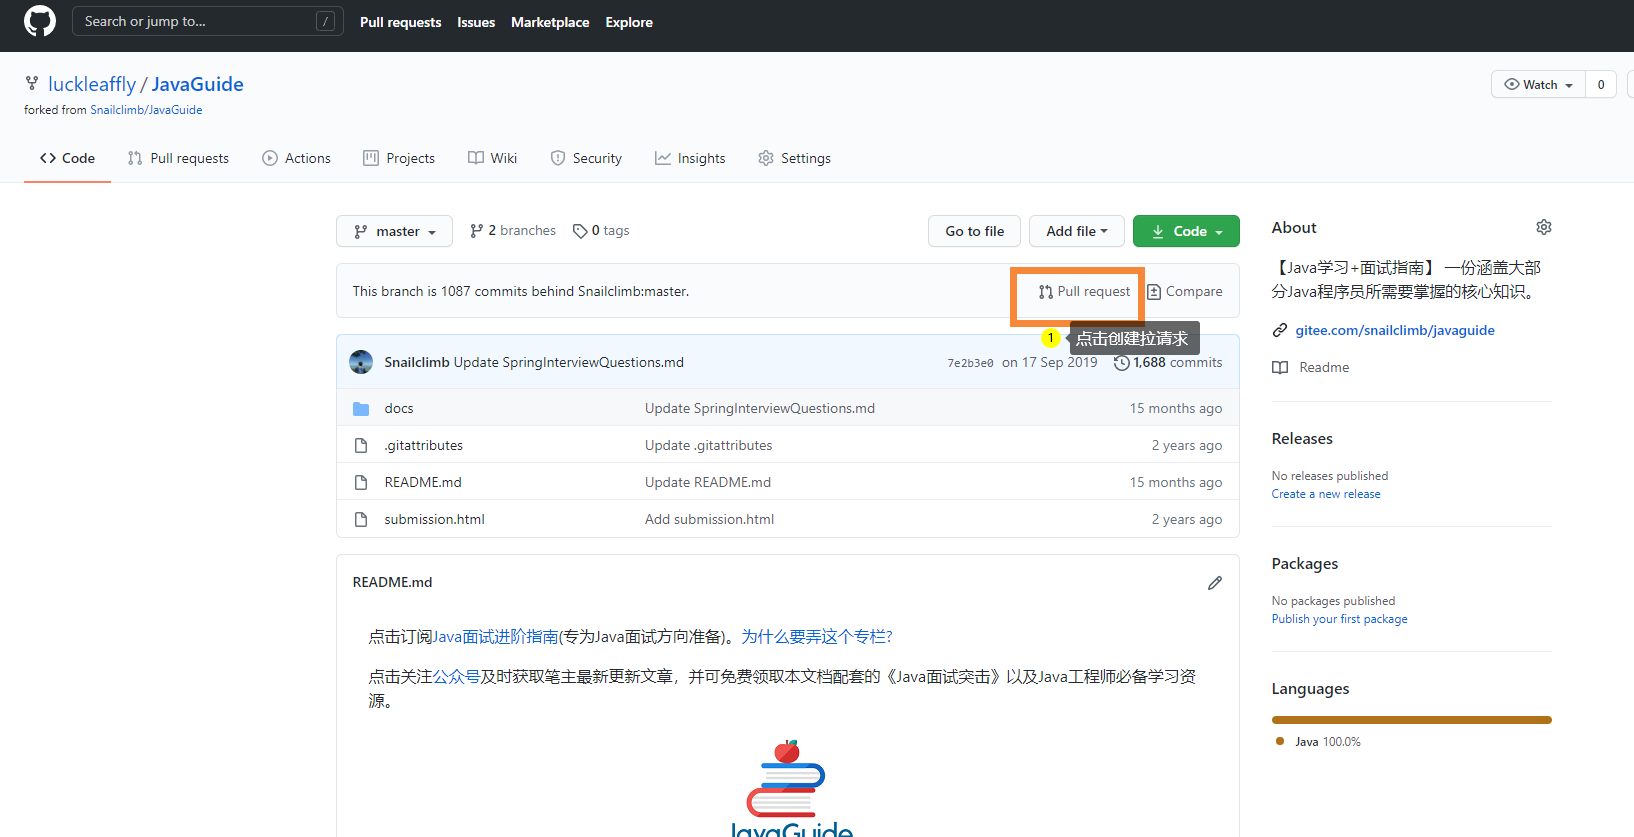 Search or jump to... /
Pull requests Issues Marketplace Explore
luckleaffly / JavaGuide
Watch 0
forked from Snailclimb/JavaGuide
Code Pull requests Actions Projects Wiki Security Insights Settings
master 2 branches 0 tags Go to file Add file Code
This branch is 1087 commits behind Snailclimb:master. Pull request Compare
1 点击创建拉请求
Snailclimb Update SpringInterviewQuestions.md 7e2b3e0 on 17 Sep 2019 1,688 commits
docs Update SpringInterviewQuestions.md 15 months ago
.gitattributes Update .gitattributes 2 years ago
README.md Update README.md 15 months ago
submission.html Add submission.html 2 years ago
README.md
点击订阅Java面试进阶指南(专为Java面试方向准备)。为什么要弄这个专栏?
点击关注公众号及时获取笔主最新更新文章，并可免费领取本文档配套的《Java面试突击》以及Java工程师必备学习资
源。
JavaGuide
About
【Java学习+面试指南】 一份涵盖大部
分Java程序员所需要掌握的核心知识。
gitee.com/snailclimb/javaguide
Readme
Releases
No releases published
Create a new release
Packages
No packages published
Publish your first package
Languages
Java 100.0%